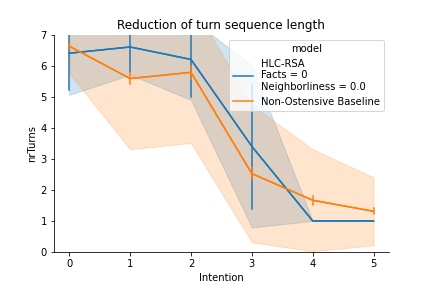 Reduction of turn sequence length
model
HLC-RSA
Facts = 0
Neighborliness = 0.0
Non-Ostensive Baseline
nrTurns
7
6
5
4
3
2
1
0
0 1 2 3 4 5
Intention